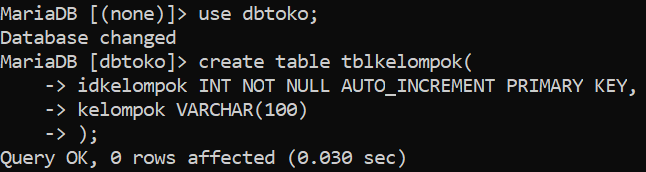 MariaDB [(none)]> use dbtoko;
Database changed
MariaDB [dbtoko]> create table tblkelompok(
    -> idkelompok INT NOT NULL AUTO_INCREMENT PRIMARY KEY,
    -> kelompok VARCHAR(100)
    -> );
Query OK, 0 rows affected (0.030 sec)